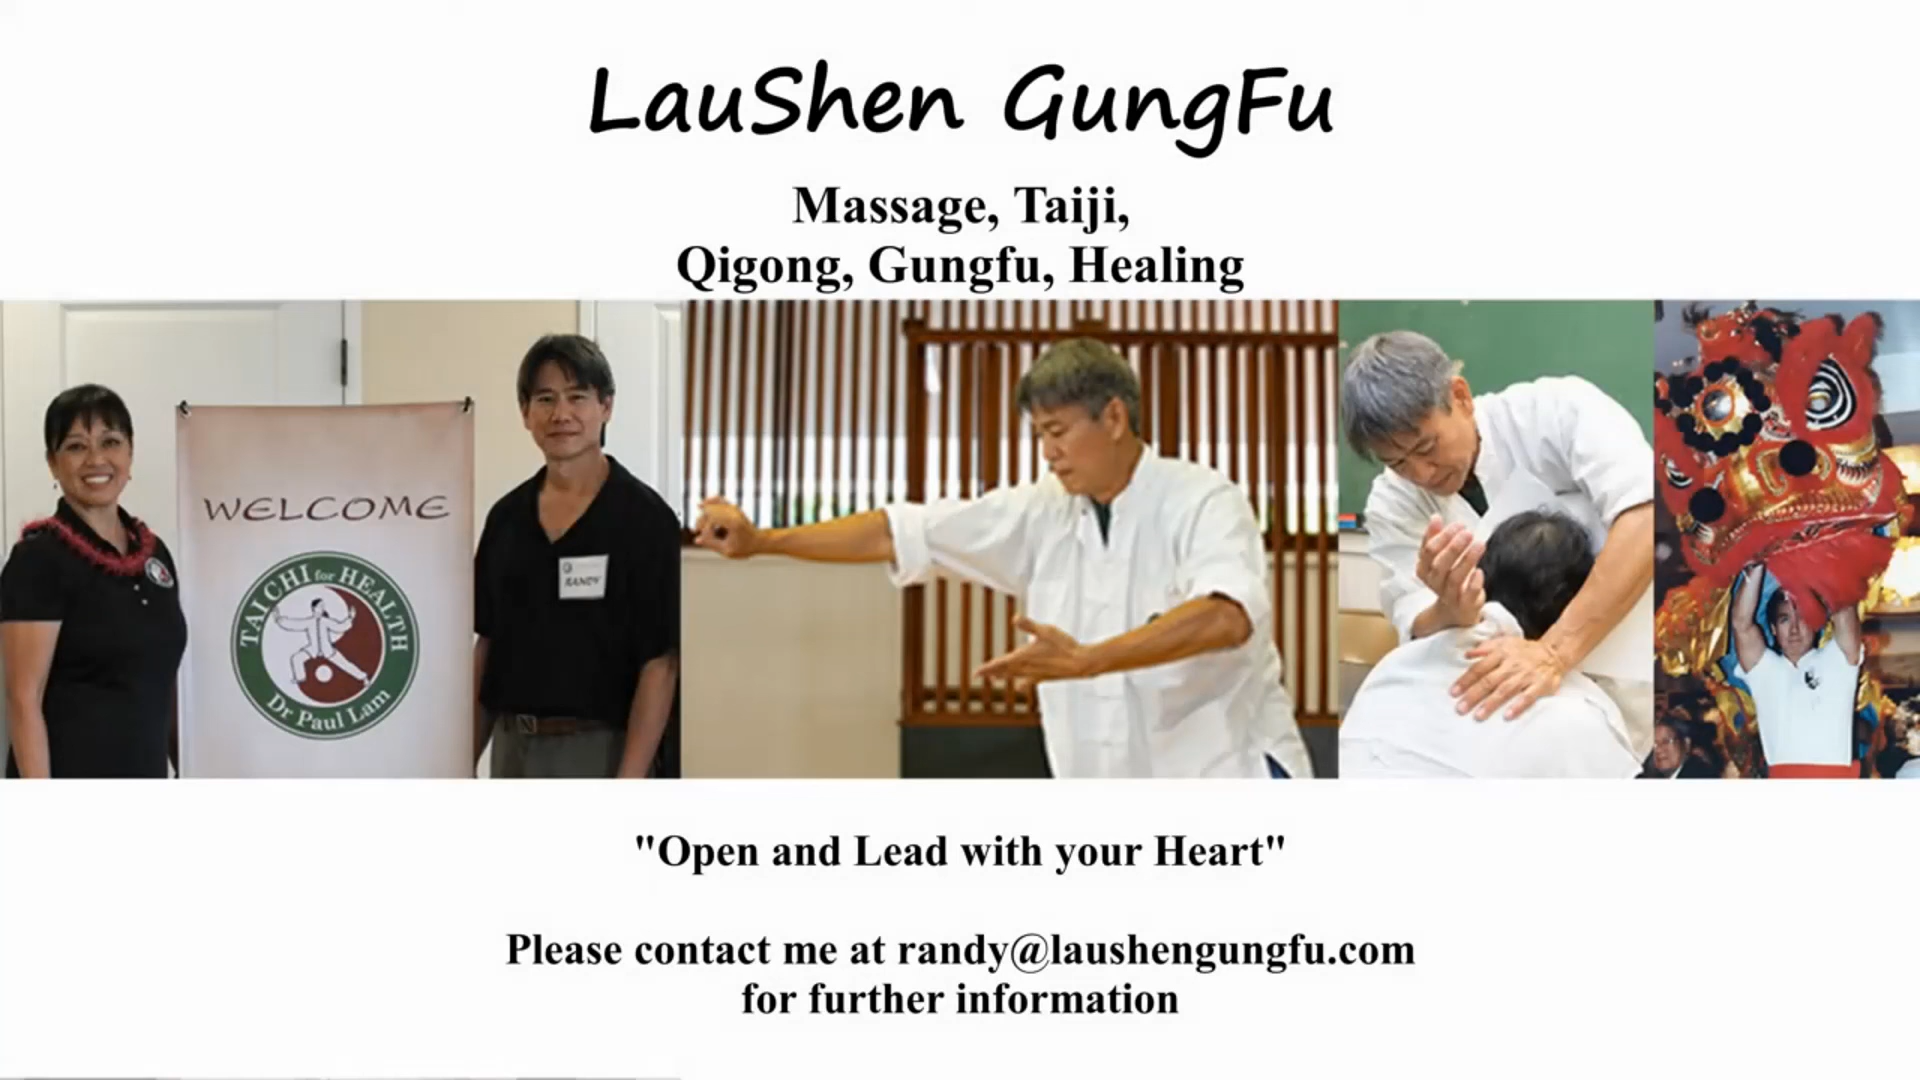 LauShen GungFu
Massage, Taiji,
Qigong, Gungfu, Healing
WELCOME
TAI CHI for HEALTH
Dr Paul Lam
RANDY
"Open and Lead with your Heart"
Please contact me at randy@laushengungfu.com
for further information